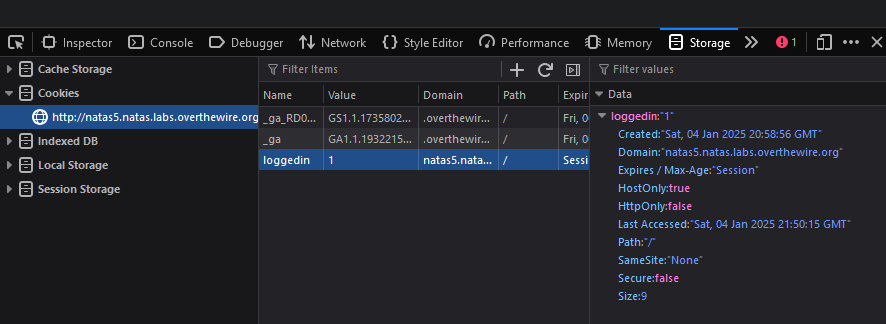 Inspector Console Debugger Network Style Editor Performance Memory Storage 1
Cache Storage
Cookies
http://natas5.natas.labs.overthewire.org
Indexed DB
Local Storage
Session Storage
Filter Items
Name Value Domain Path Expir
_ga_RD0... GS1.1.1735802... .overthewir... / Fri, 0
_ga GA1.1.1932215... .overthewir... / Fri, 0
loggedin 1 natas5.nata... / Sessi
Filter values
Data
loggedin:"1"
Created:"Sat, 04 Jan 2025 20:58:56 GMT"
Domain:"natas5.natas.labs.overthewire.org"
Expires / Max-Age:"Session"
HostOnly:true
HttpOnly:false
Last Accessed:"Sat, 04 Jan 2025 21:50:15 GMT"
Path:"/"
SameSite:"None"
Secure:false
Size:9